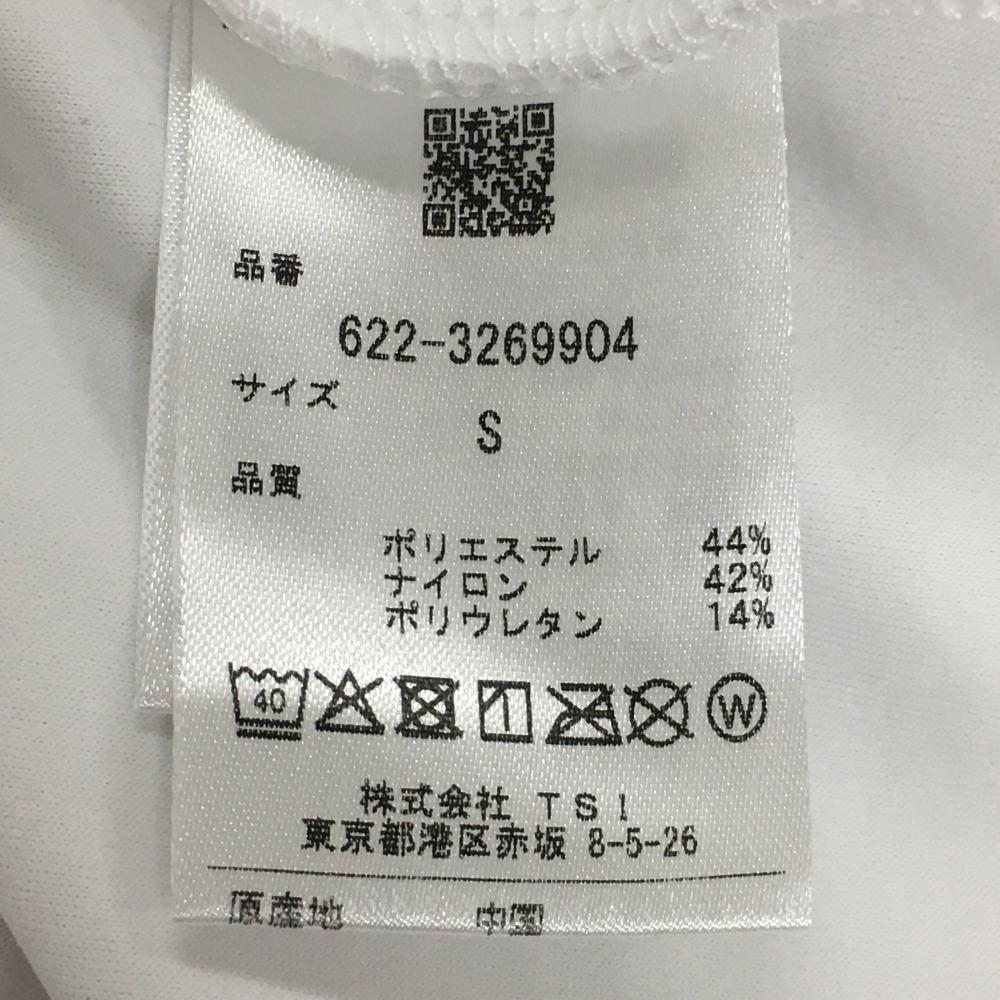 品番
622-3269904
サイズ
S
品質
ポリエステル 44%
ナイロン 42%
ポリウレタン 14%
40
W
株式会社 TSI
東京都港区赤坂 8-5-26
原産地 中国